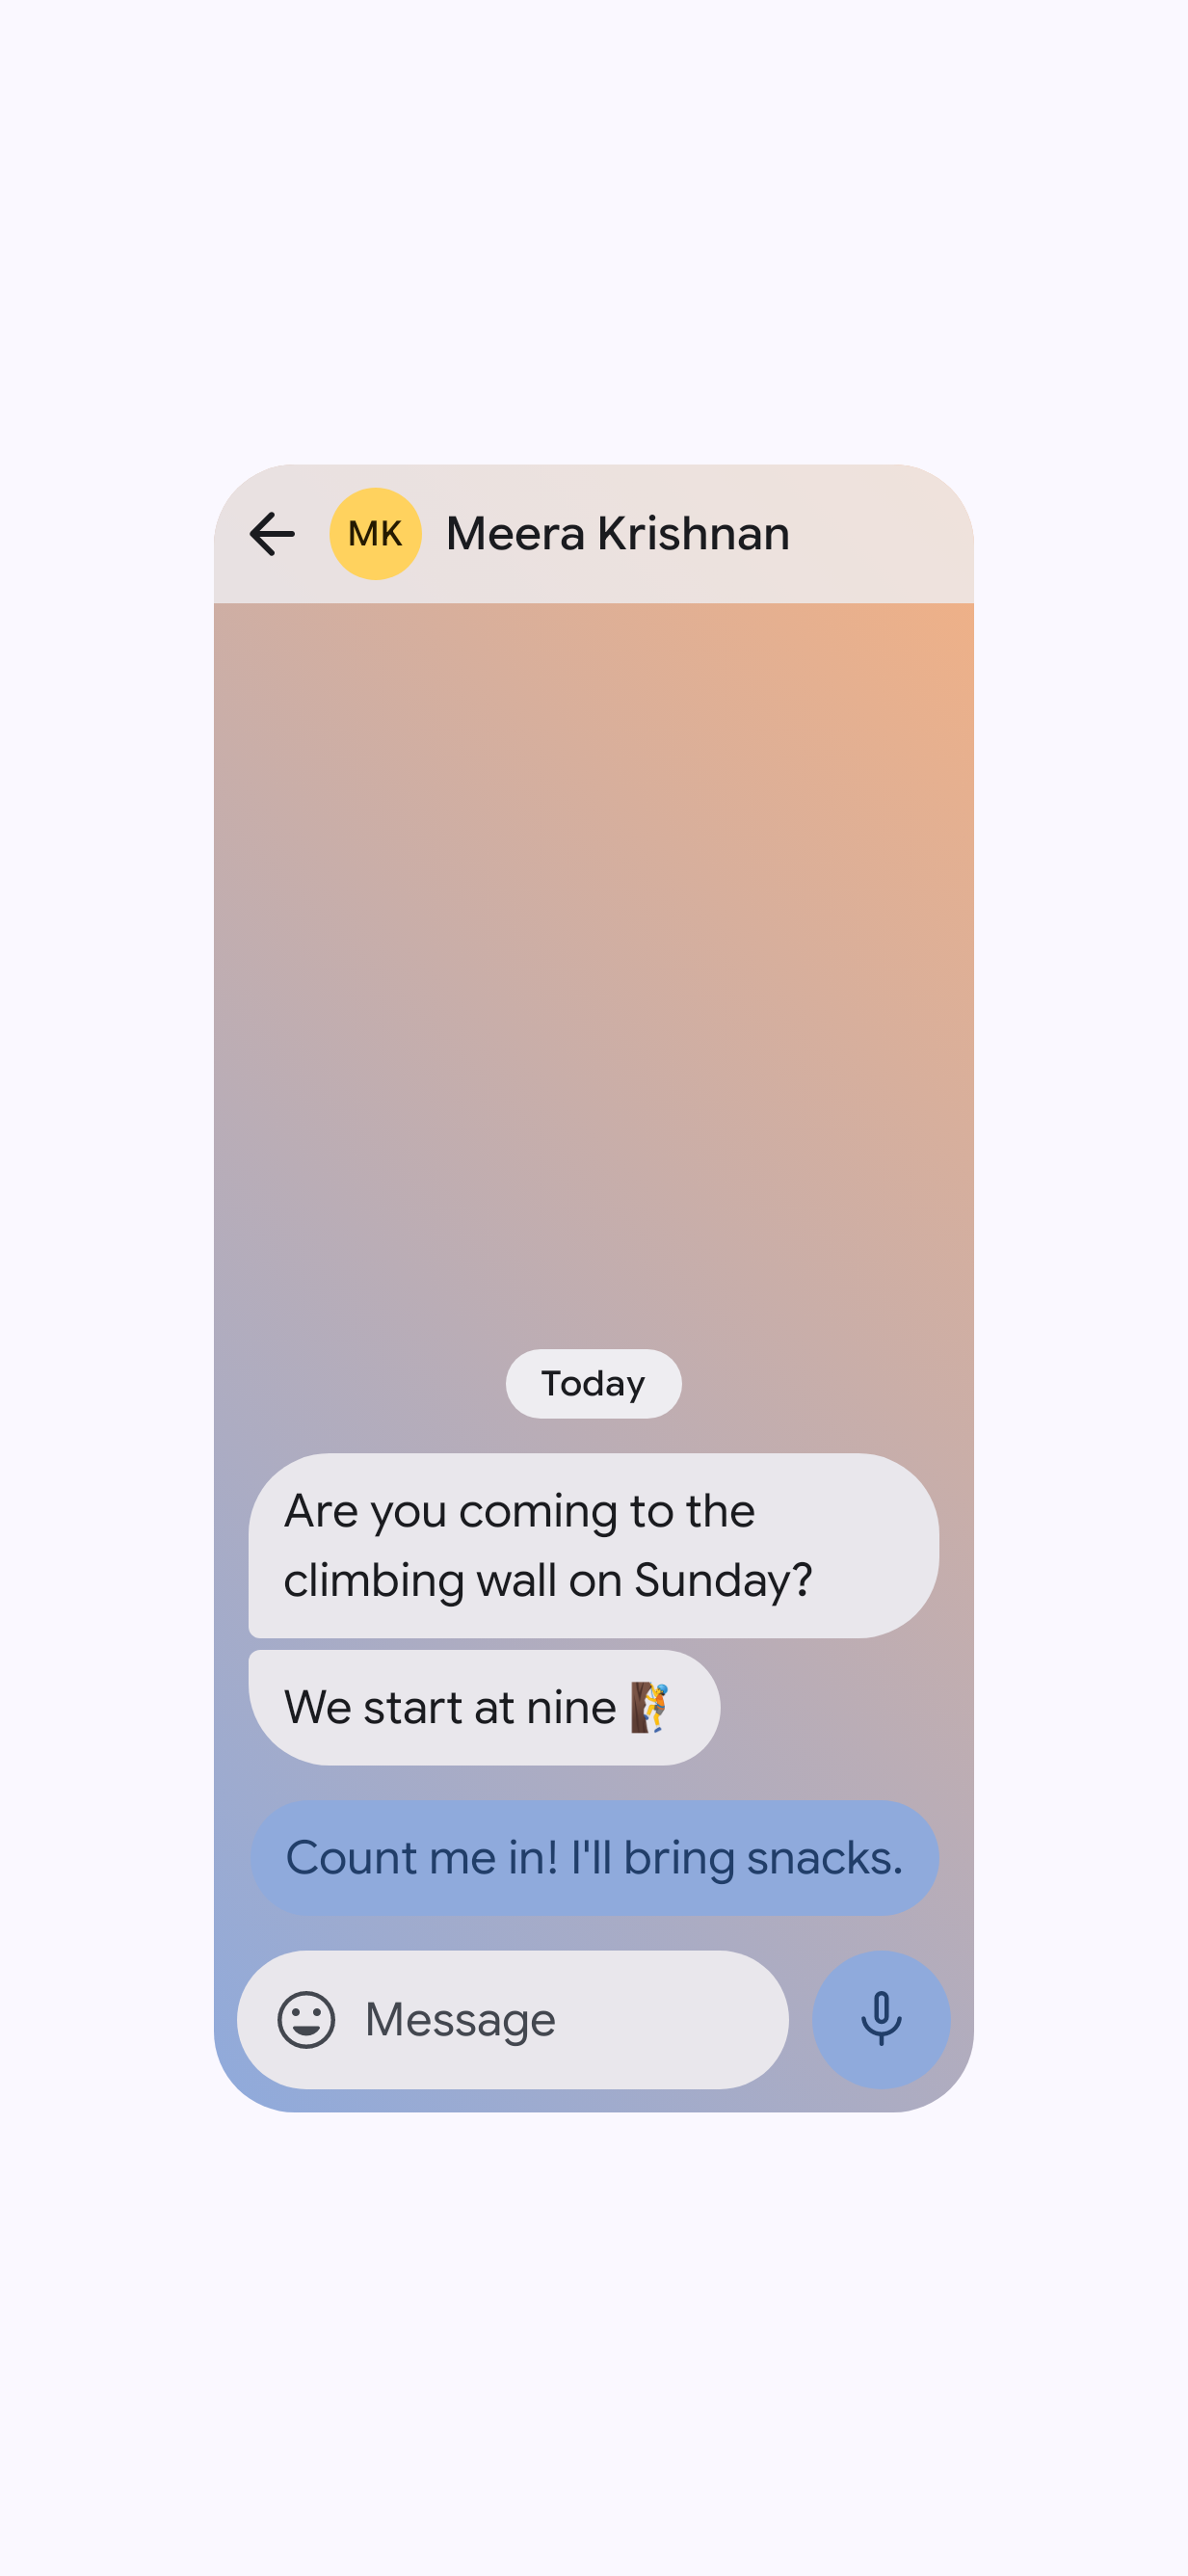 MK Meera Krishnan
Today
Are you coming to the
climbing wall on Sunday?
We start at nine 🧗
Count me in! I'll bring snacks.
Message